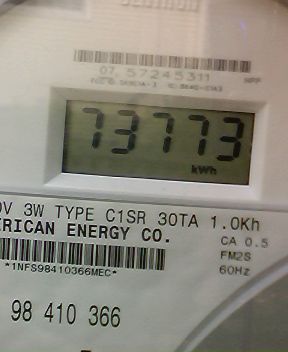 07. 57245311
73773
kWh
0V 3W TYPE C1SR 30TA 1.0Kh
ERICAN ENERGY CO.
CA 0.5
FM2S
*1NFS98410366MEC*
60Hz
98 410 366